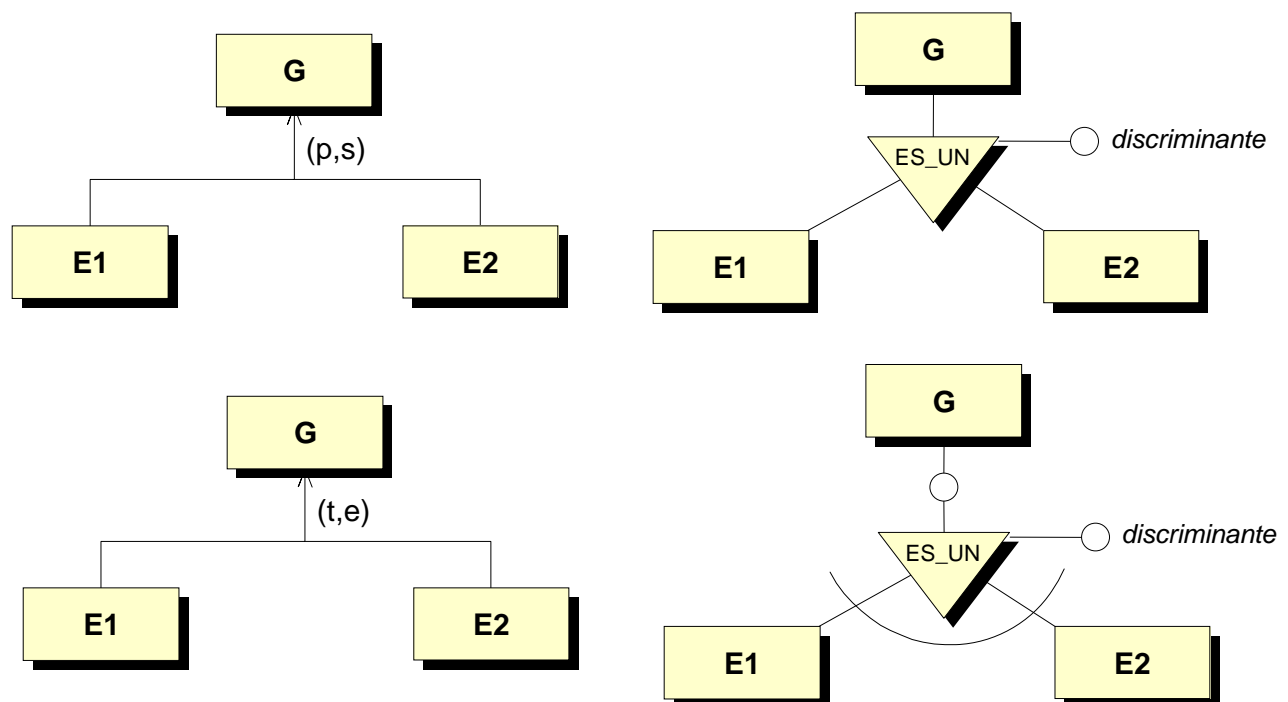 G
(p,s)
E1
E2
G
ES_UN
discriminante
E1
E2
G
(t,e)
E1
E2
G
ES_UN
discriminante
E1
E2